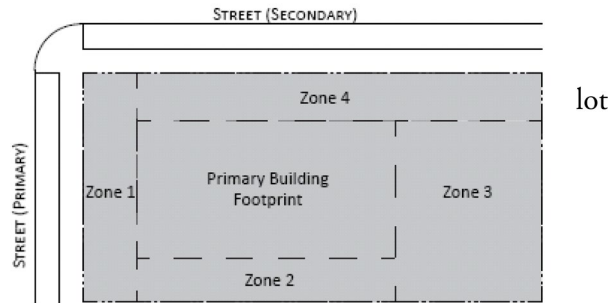 STREET (SECONDARY)
Zone 4
lot
STREET (PRIMARY)
Zone 1
Primary Building
Footprint
Zone 3
Zone 2